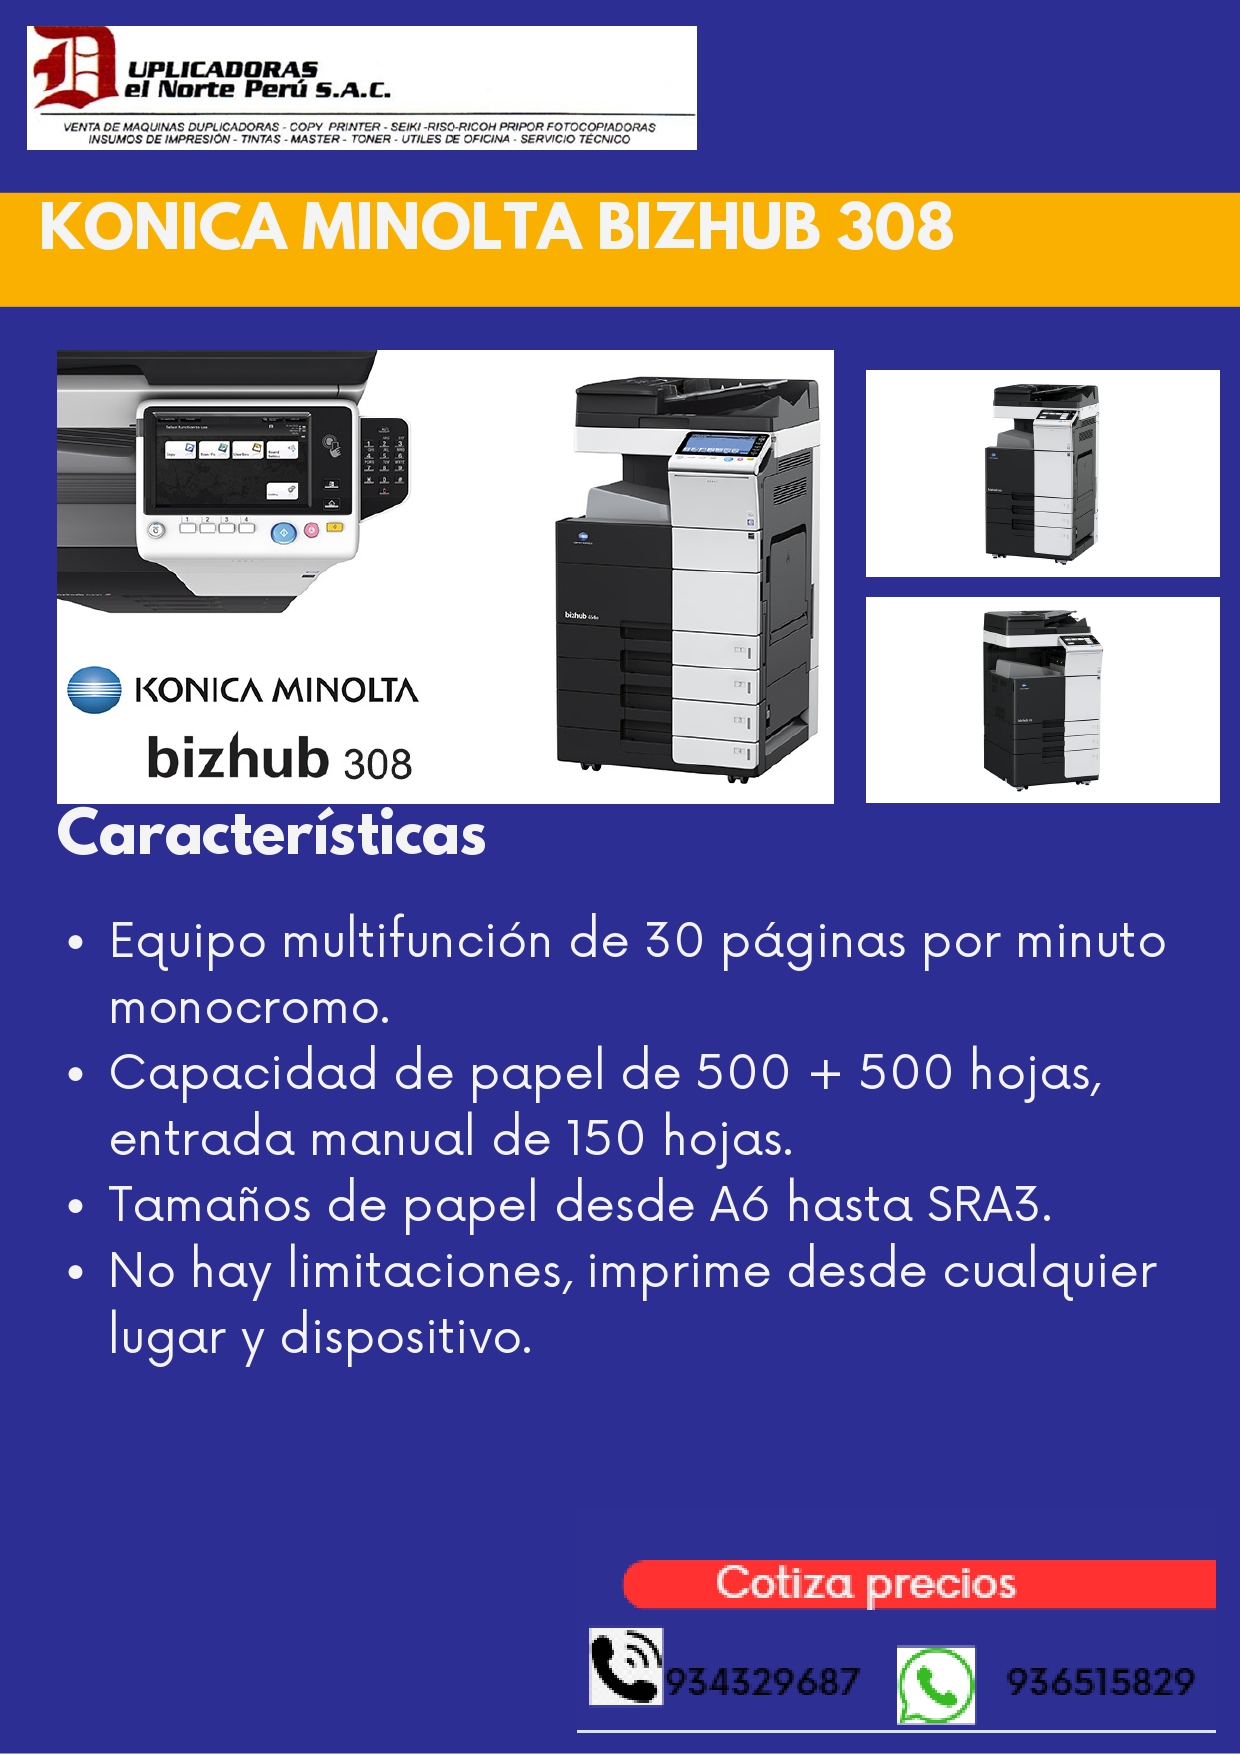 DUPLICADORAS
el Norte Perú S.A.C.
VENTA DE MAQUINAS DUPLICADORAS - COPY PRINTER - SEIKI -RISO-RICOH PRIPOR FOTOCOPIADORAS
INSUMOS DE IMPRESIÓN - TINTAS - MASTER - TONER - UTILES DE OFICINA - SERVICIO TÉCNICO
KONICA MINOLTA BIZHUB 308
bizhub
KONICA MINOLTA
bizhub 308
Características
• Equipo multifunción de 30 páginas por minuto
monocromo.
• Capacidad de papel de 500 + 500 hojas,
entrada manual de 150 hojas.
• Tamaños de papel desde A6 hasta SRA3.
• No hay limitaciones, imprime desde cualquier
lugar y dispositivo.
Cotiza precios
934329687
936515829